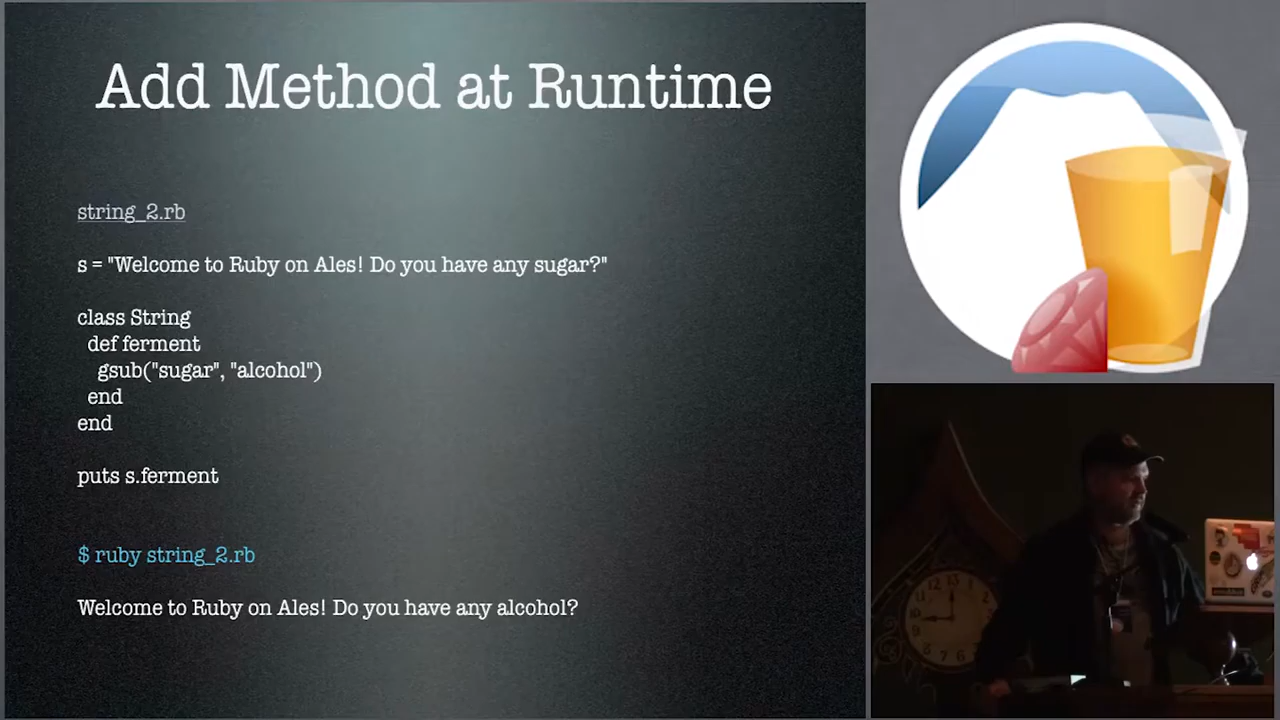 Add Method at Runtime
string_2.rb
s = "Welcome to Ruby on Ales! Do you have any sugar?"
class String
def ferment
gsub("sugar", "alcohol")
end
end
puts s.ferment
$ ruby string_2.rb
Welcome to Ruby on Ales! Do you have any alcohol?